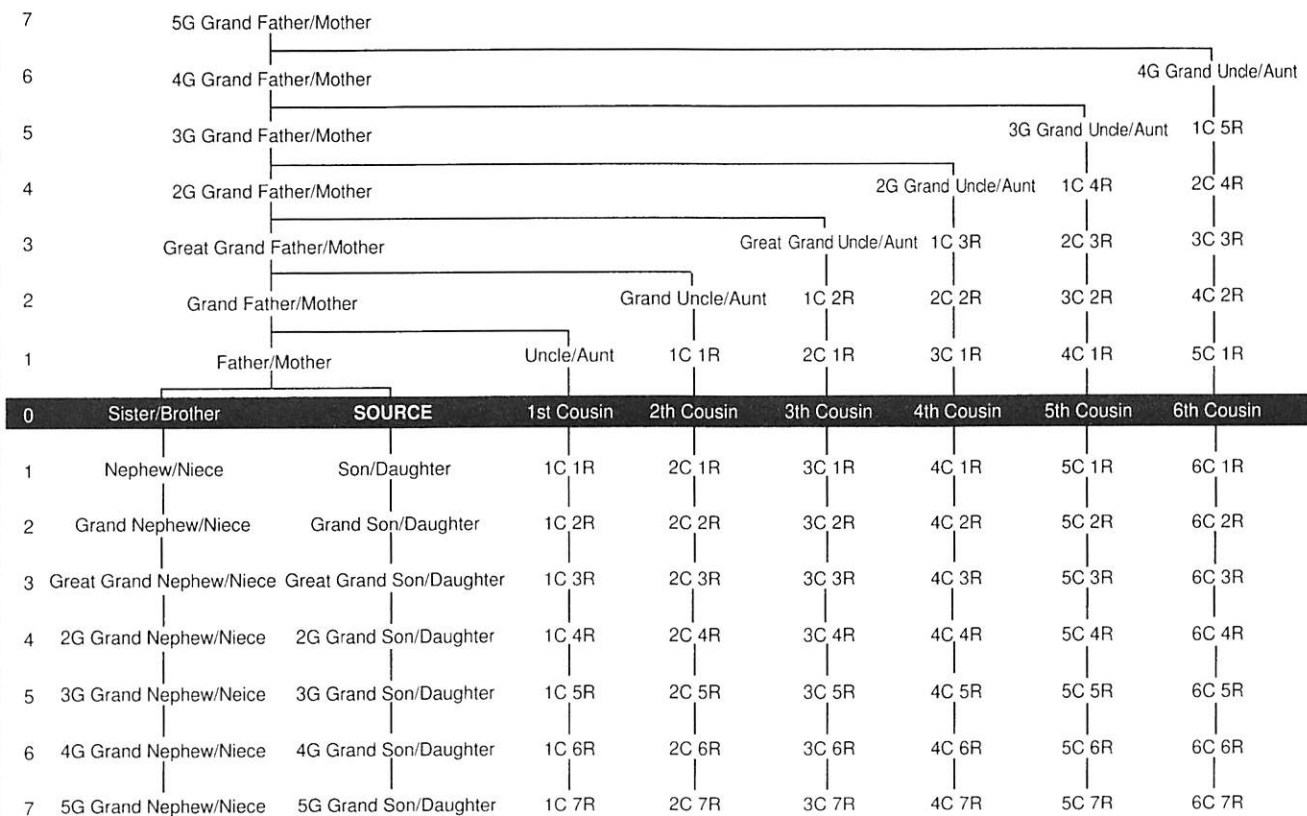 7 5G Grand Father/Mother
6 4G Grand Father/Mother 4G Grand Uncle/Aunt
5 3G Grand Father/Mother 3G Grand Uncle/Aunt 1C 5R
4 2G Grand Father/Mother 2G Grand Uncle/Aunt 1C 4R 2C 4R
3 Great Grand Father/Mother Great Grand Uncle/Aunt 1C 3R 2C 3R 3C 3R
2 Grand Father/Mother Grand Uncle/Aunt 1C 2R 2C 2R 3C 2R 4C 2R
1 Father/Mother Uncle/Aunt 1C 1R 2C 1R 3C 1R 4C 1R 5C 1R
0 Sister/Brother SOURCE 1st Cousin 2th Cousin 3th Cousin 4th Cousin 5th Cousin 6th Cousin
1 Nephew/Niece Son/Daughter 1C 1R 2C 1R 3C 1R 4C 1R 5C 1R 6C 1R
2 Grand Nephew/Niece Grand Son/Daughter 1C 2R 2C 2R 3C 2R 4C 2R 5C 2R 6C 2R
3 Great Grand Nephew/Niece Great Grand Son/Daughter 1C 3R 2C 3R 3C 3R 4C 3R 5C 3R 6C 3R
4 2G Grand Nephew/Niece 2G Grand Son/Daughter 1C 4R 2C 4R 3C 4R 4C 4R 5C 4R 6C 4R
5 3G Grand Nephew/Neice 3G Grand Son/Daughter 1C 5R 2C 5R 3C 5R 4C 5R 5C 5R 6C 5R
6 4G Grand Nephew/Niece 4G Grand Son/Daughter 1C 6R 2C 6R 3C 6R 4C 6R 5C 6R 6C 6R
7 5G Grand Nephew/Niece 5G Grand Son/Daughter 1C 7R 2C 7R 3C 7R 4C 7R 5C 7R 6C 7R